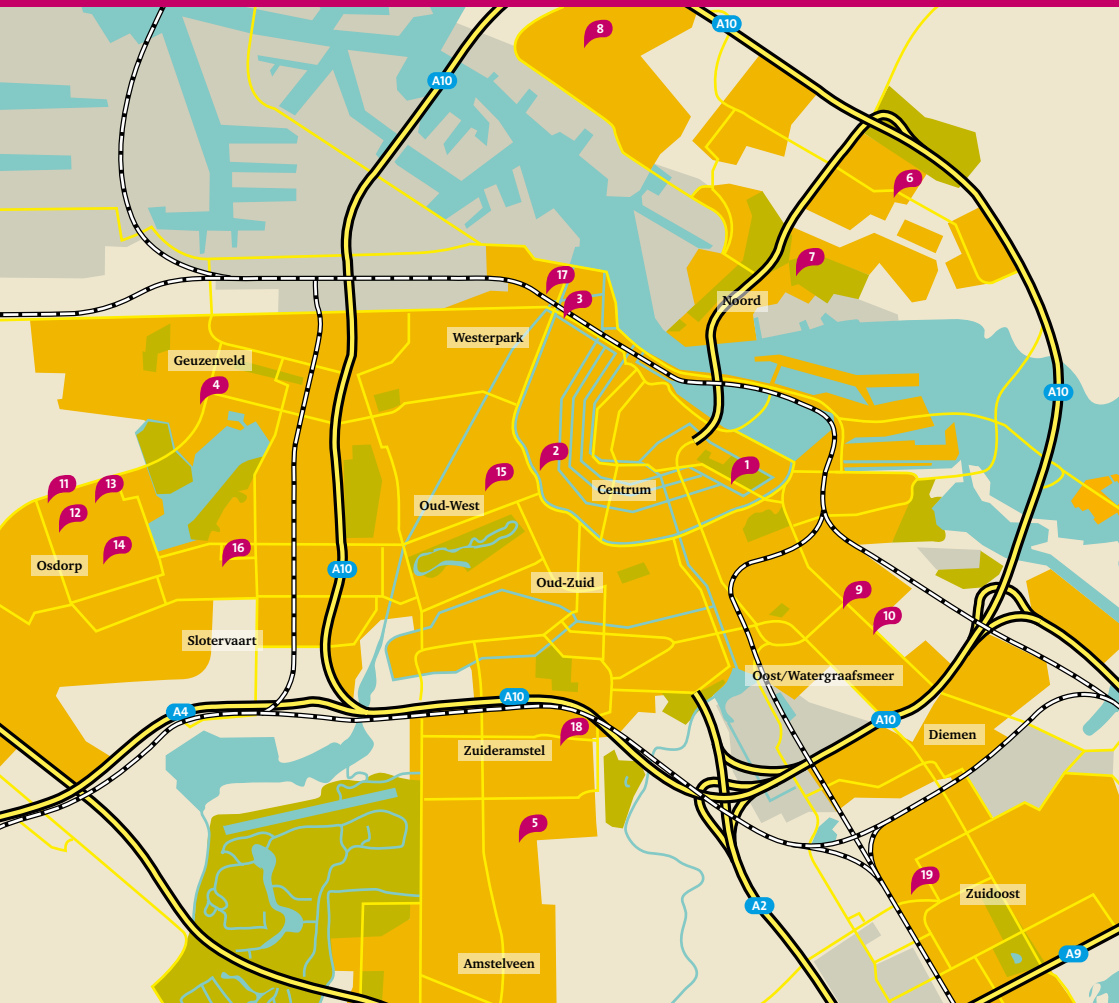 8
A10
A10
6
7
17
3
Noord
Westerpark
Geuzenveld
4
A10
2
1
15
11
13
Centrum
Oud-West
12
14
16
Osdorp
A10
Oud-Zuid
9
10
Slotervaart
Oost/Watergraafsmeer
A10
A4
A10
18
Diemen
Zuideramstel
5
19
Zuidoost
A2
A9
Amstelveen